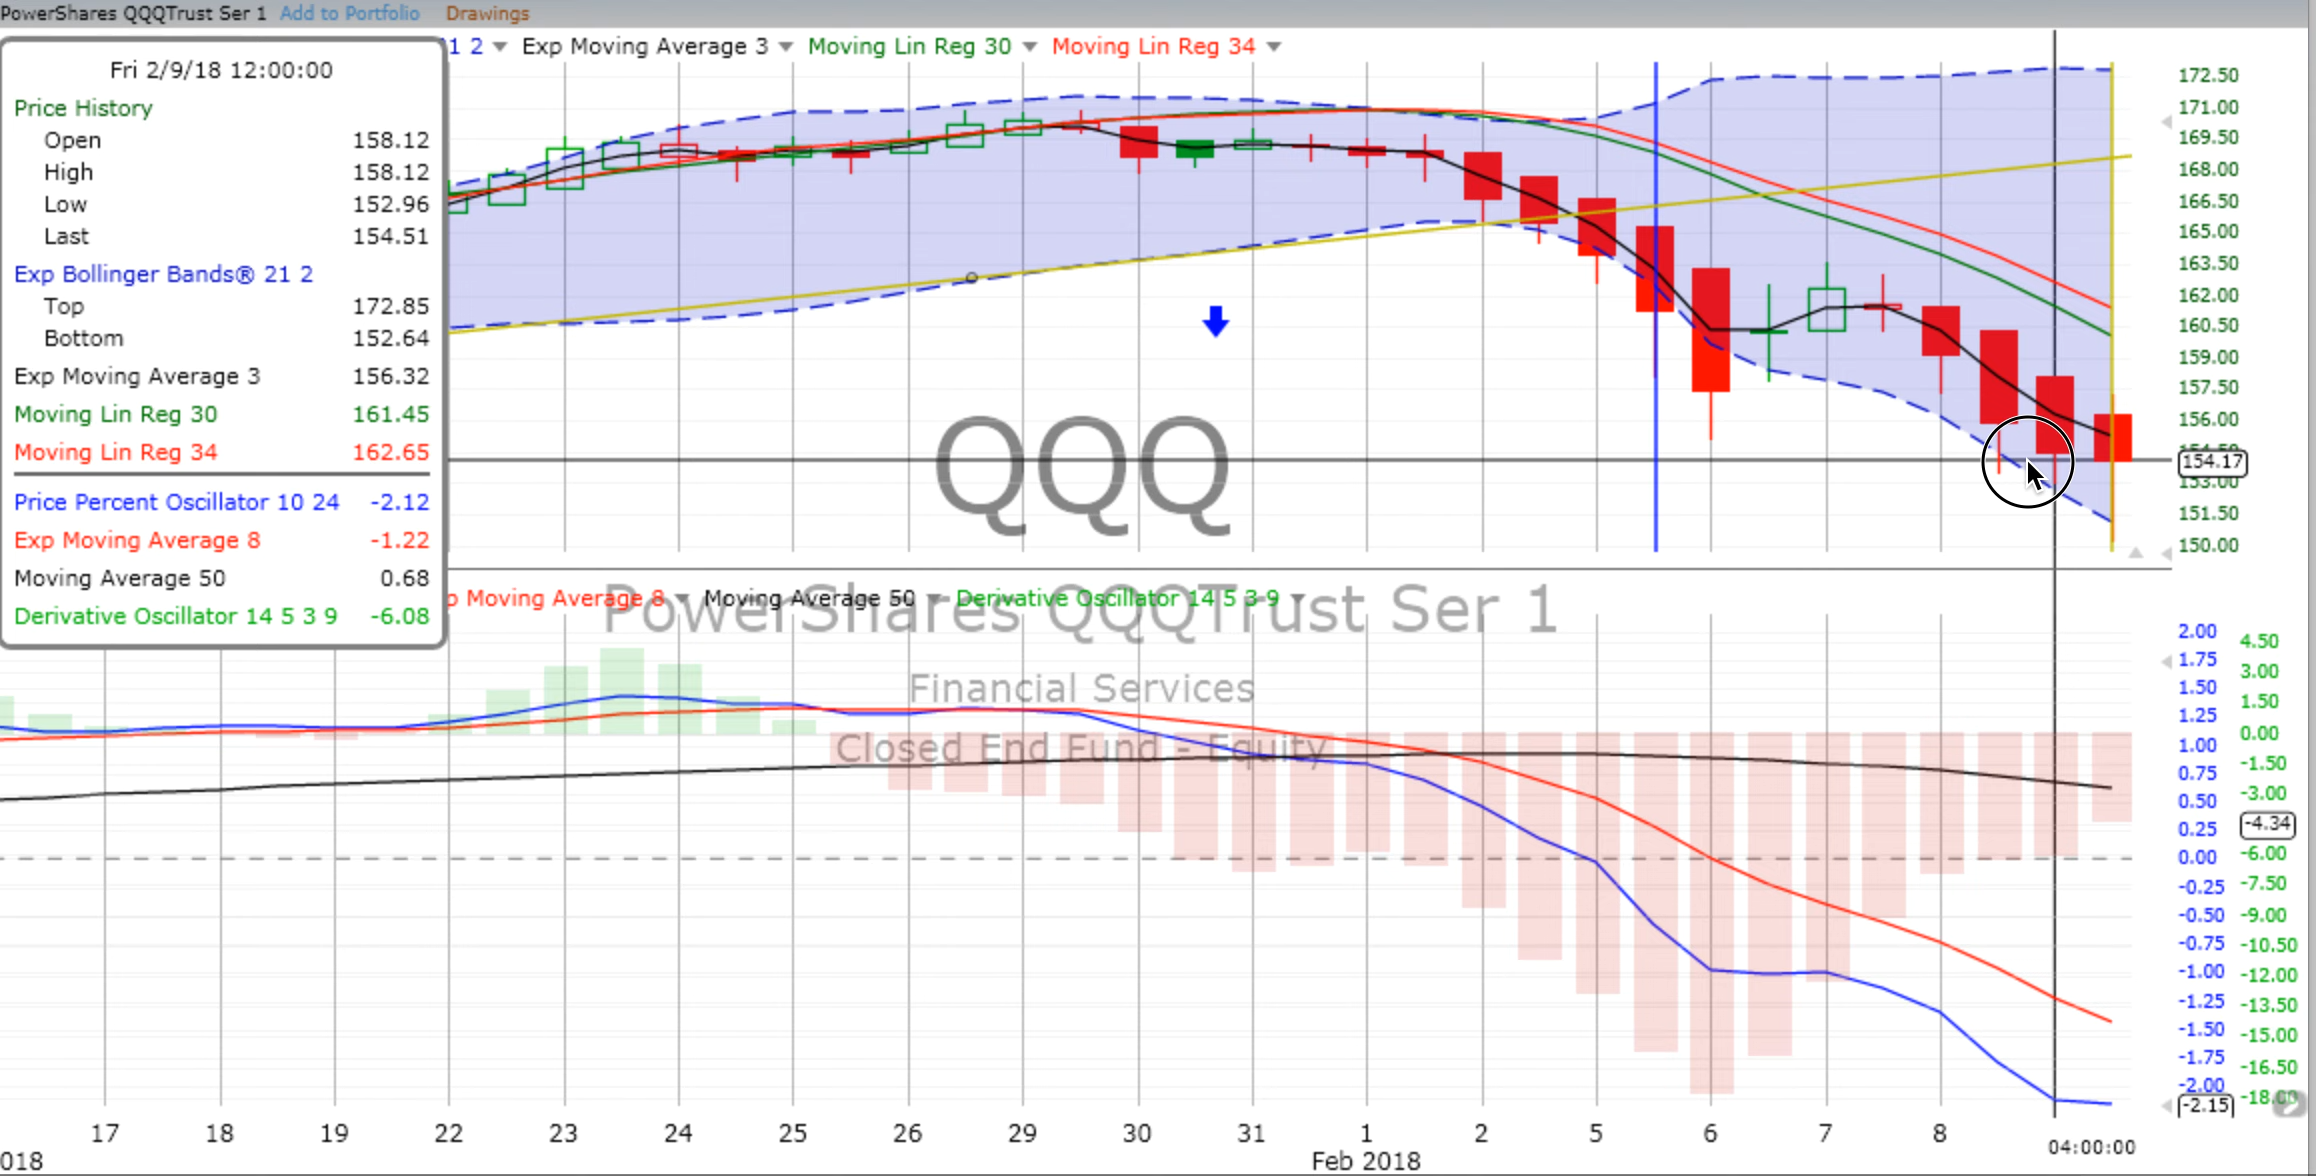 PowerShares QQQTrust Ser 1 Add to Portfolio Drawings
1 2 Exp Moving Average 3 Moving Lin Reg 30 Moving Lin Reg 34
Fri 2/9/18 12:00:00
Price History
Open 158.12
High 158.12
Low 152.96
Last 154.51
Exp Bollinger Bands® 21 2
Top 172.85
Bottom 152.64
Exp Moving Average 3 156.32
Moving Lin Reg 30 161.45
Moving Lin Reg 34 162.65
Price Percent Oscillator 10 24 -2.12
Exp Moving Average 8 -1.22
Moving Average 50 0.68
Derivative Oscillator 14 5 3 9 -6.08
172.50
171.00
169.50
168.00
166.50
165.00
163.50
162.00
160.50
159.00
157.50
156.00
154.17
153.00
151.50
150.00
QQQ
p Moving Average 8 Moving Average 50 Derivative Oscillator 14 5 3 9
PowerShares QQQTrust Ser 1
Financial Services
Closed End Fund - Equity
2.00
1.75
1.50
1.25
1.00
0.75
0.50
0.25
0.00
-0.25
-0.50
-0.75
-1.00
-1.25
-1.50
-1.75
-2.00
-2.15
4.50
3.00
1.50
0.00
-1.50
-3.00
-4.34
-6.00
-7.50
-9.00
-10.50
-12.00
-13.50
-15.00
-16.50
17 18 19 22 23 24 25 26 29 30 31 1 2 5 6 7 8 04:00:00
018 Feb 2018